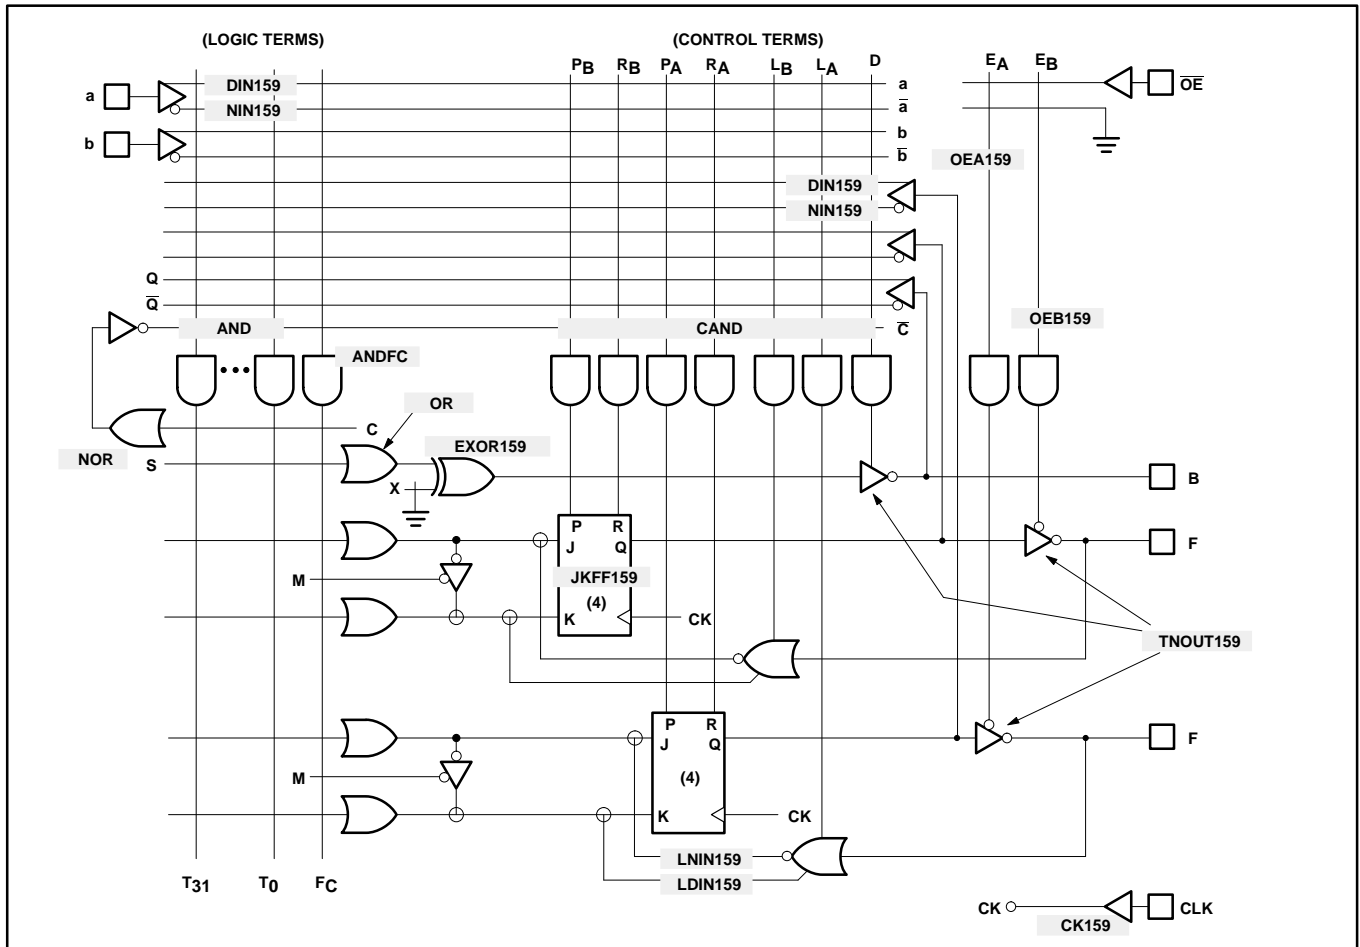 (LOGIC TERMS) (CONTROL TERMS)
PB RB PA RA LB LA D EA EB
a DIN159 a OE
NIN159 a
b b
b
OEA159
DIN159
NIN159
Q
Q
OEB159
AND CAND C
ANDFC
OR
C
NOR S EXOR159
X B
P R
J Q F
M JKFF159
(4)
K CK
TNOUT159
P R
J Q F
M (4)
K CK
LNIN159
LDIN159
T31 T0 FC
CK CLK
CK159